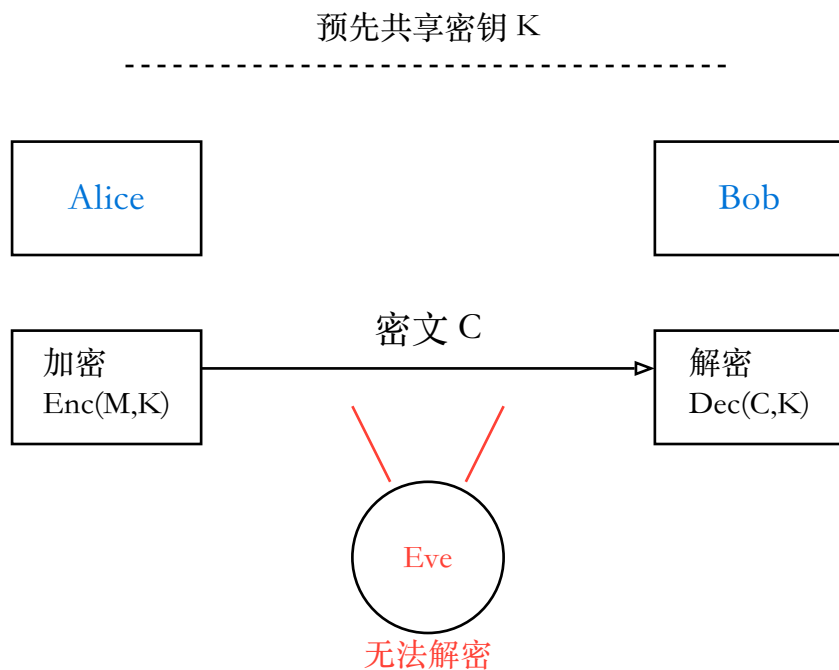 预先共享密钥 K
Alice
Bob
密文 C
加密
Enc(M,K)
解密
Dec(C,K)
Eve
无法解密